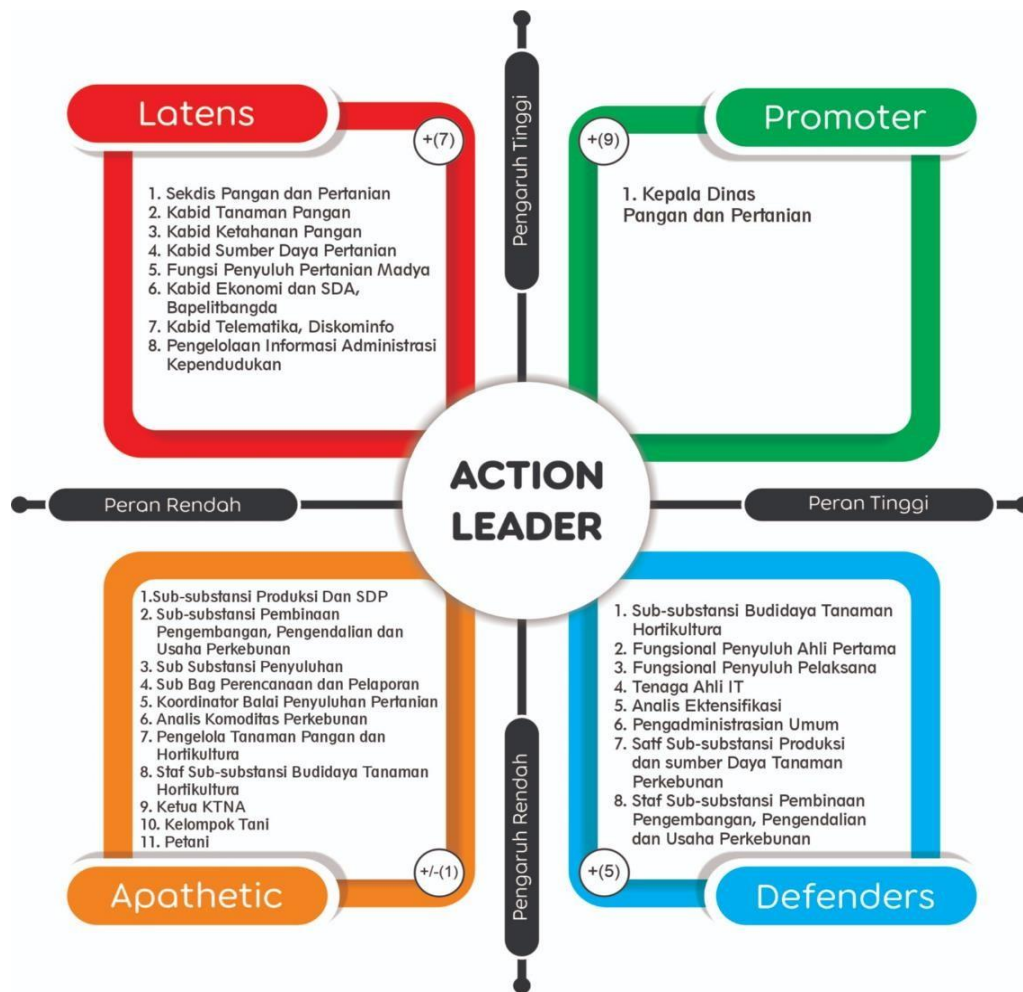 Latens
+(7)
1. Sekdis Pangan dan Pertanian
2. Kabid Tanaman Pangan
3. Kabid Ketahanan Pangan
4. Kabid Sumber Daya Pertanian
5. Fungsi Penyuluh Pertanian Madya
6. Kabid Ekonomi dan SDA,
Bapelitbangda
7. Kabid Telematika, Diskominfo
8. Pengelolaan Informasi Administrasi
Kependudukan
Pengaruh Tinggi
Promoter
+(9)
1. Kepala Dinas
Pangan dan Pertanian
Peran Rendah
ACTION
LEADER
Peran Tinggi
1.Sub-substansi Produksi Dan SDP
2. Sub-substansi Pembinaan
Pengembangan, Pengendalian dan
Usaha Perkebunan
3. Sub Substansi Penyuluhan
4. Sub Bag Perencanaan dan Pelaporan
5. Koordinator Balai Penyuluhan Pertanian
6. Analis Komoditas Perkebunan
7. Pengelola Tanaman Pangan dan
Hortikultura
8. Staf Sub-substansi Budidaya Tanaman
Hortikultura
9. Ketua KTNA
10. Kelompok Tani
11. Petani
+/-(1)
Apathetic
Pengaruh Rendah
1. Sub-substansi Budidaya Tanaman
Hortikultura
2. Fungsional Penyuluh Ahli Pertama
3. Fungsional Penyuluh Pelaksana
4. Tenaga Ahli IT
5. Analis Ektensifikasi
6. Pengadministrasian Umum
7. Satf Sub-substansi Produksi
dan sumber Daya Tanaman
Perkebunan
8. Staf Sub-substansi Pembinaan
Pengembangan, Pengendalian
dan Usaha Perkebunan
+(5)
Defenders